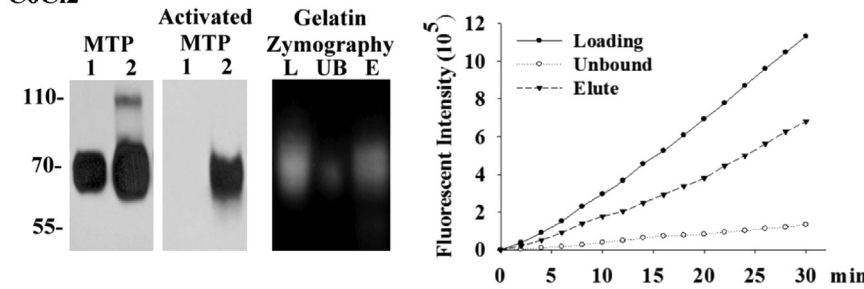 Activated Gelatin
MTP MTP Zymography
1 2 1 2 L UB E
110-
70-
55-
Fluorescent Intensity (10^5)
12
10
8
6
4
2
0
Loading
Unbound
Elute
0 5 10 15 20 25 30 min